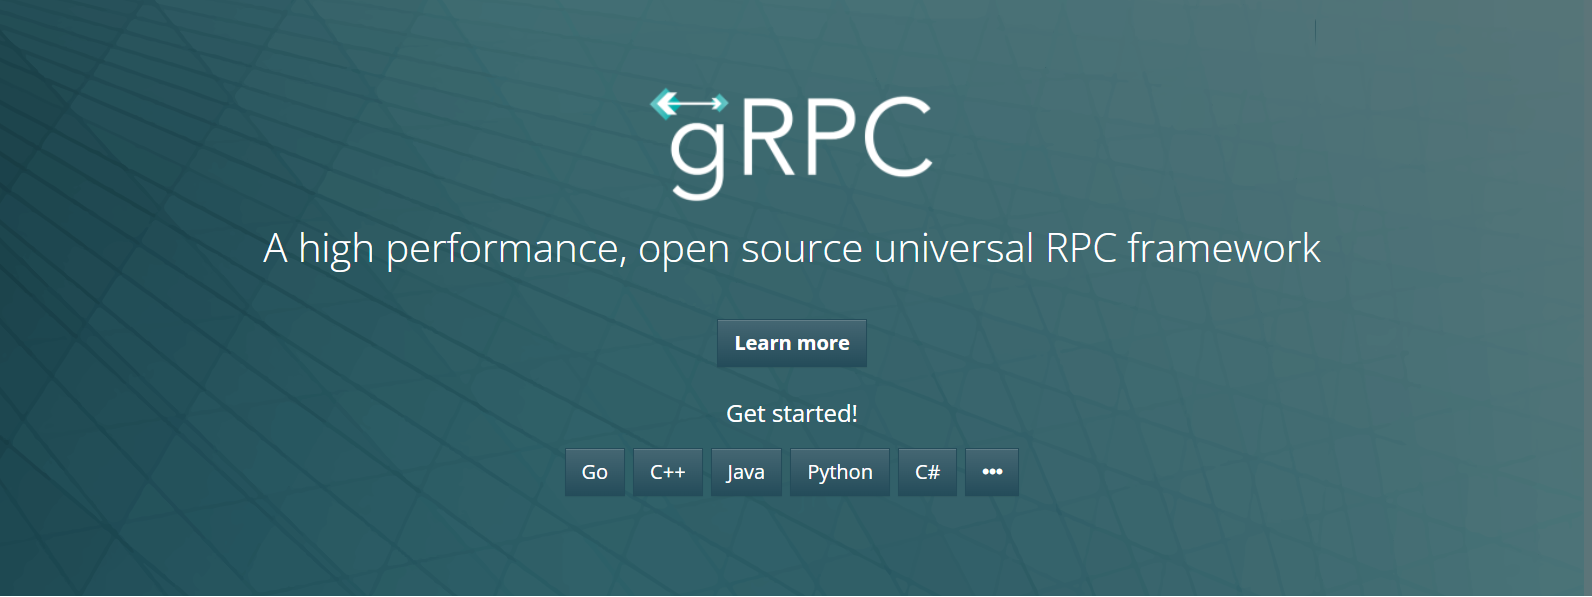 gRPC
A high performance, open source universal RPC framework
Learn more
Get started!
Go C++ Java Python C# •••